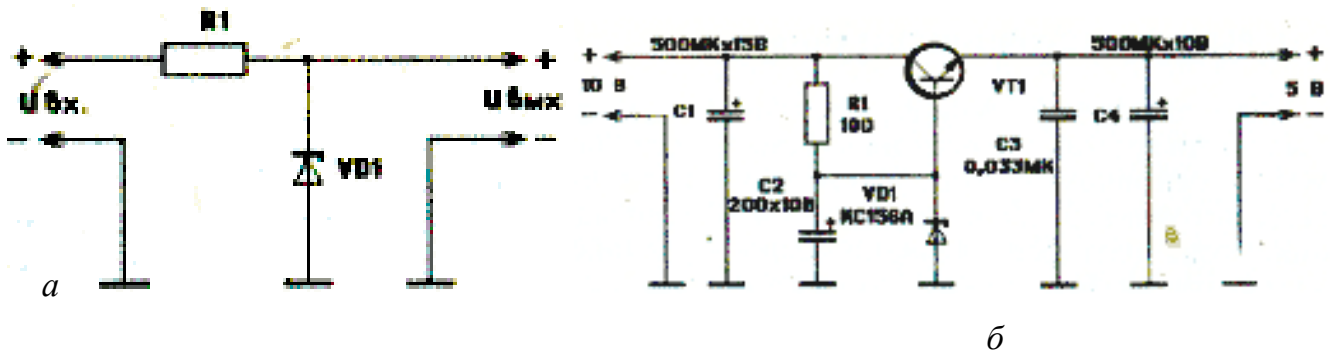 R1
+ +
U вх. U вых
- -
VD1
а
500МКх15В 500МКх10В
+ +
10 В 5 В
- -
C1
R1
100
VT1
C3
0,033МК
C4
C2
200х10В
VD1
КС156А
б